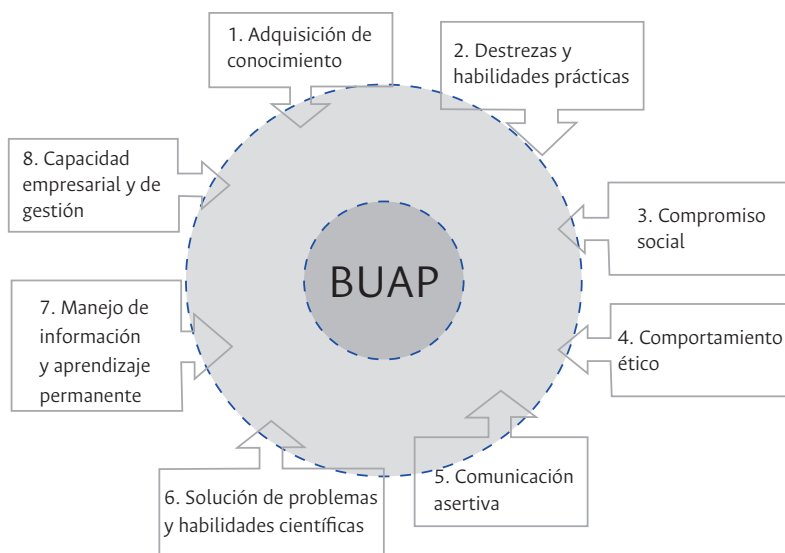 1. Adquisición de
conocimiento
2. Destrezas y
habilidades prácticas
3. Compromiso
social
4. Comportamiento
ético
5. Comunicación
asertiva
6. Solución de problemas
y habilidades científicas
7. Manejo de
información
y aprendizaje
permanente
8. Capacidad
empresarial y de
gestión
BUAP